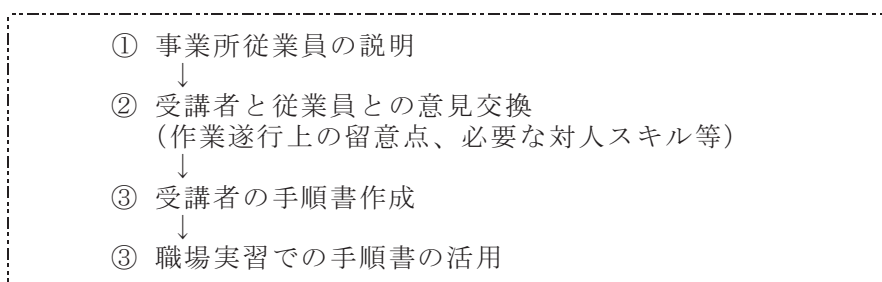 ① 事業所従業員の説明
↓
② 受講者と従業員との意見交換
（作業遂行上の留意点、必要な対人スキル等）
↓
③ 受講者の手順書作成
↓
③ 職場実習での手順書の活用